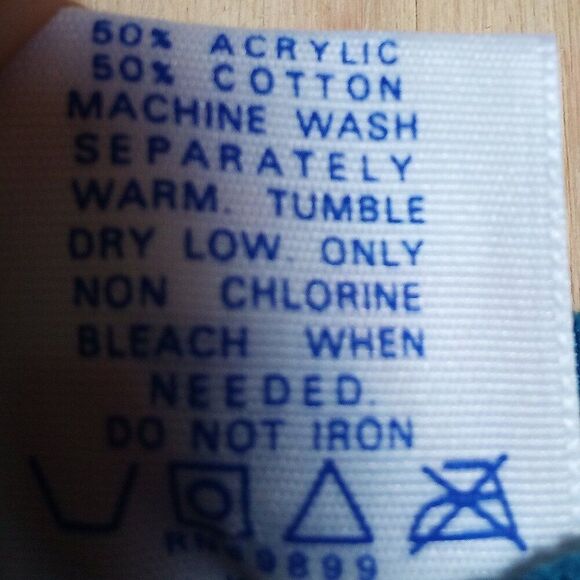 50% ACRYLIC
50% COTTON
MACHINE WASH
SEPARATELY
WARM. TUMBLE
DRY LOW. ONLY
NON CHLORINE
BLEACH WHEN
NEEDED.
DO NOT IRON
9899